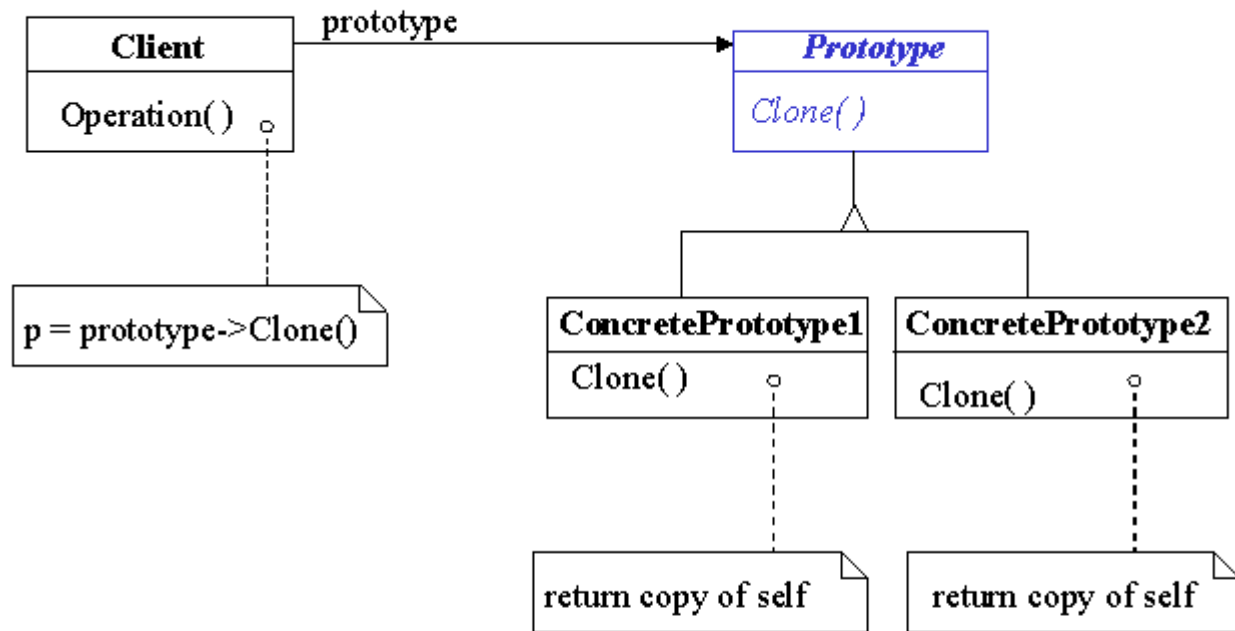 Client
prototype
Prototype
Operation( )
Clone( )
p = prototype->Clone()
ConcretePrototype1
ConcretePrototype2
Clone( )
Clone( )
return copy of self
return copy of self